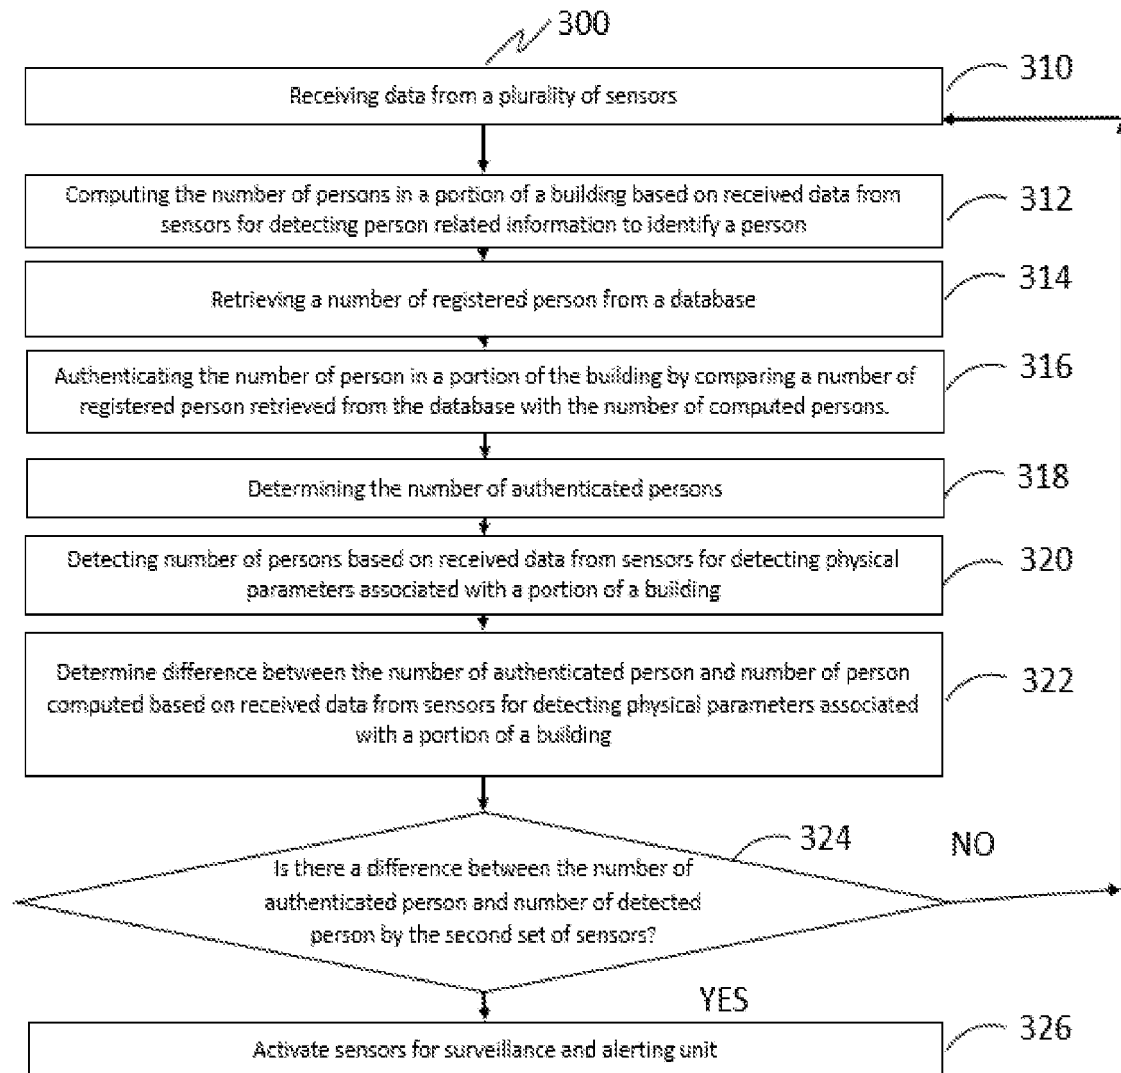 300
310
Receiving data from a plurality of sensors
Computing the number of persons in a portion of a building based on received data from
sensors for detecting person related information to identify a person
312
Retrieving a number of registered person from a database
314
Authenticating the number of person in a portion of the building by comparing a number of
registered person retrieved from the database with the number of computed persons.
316
Determining the number of authenticated persons
318
Detecting number of persons based on received data from sensors for detecting physical
parameters associated with a portion of a building
320
Determine difference between the number of authenticated person and number of person
computed based on received data from sensors for detecting physical parameters associated
with a portion of a building
322
324
NO
Is there a difference between the number of
authenticated person and number of detected
person by the second set of sensors?
YES
326
Activate sensors for surveillance and alerting unit